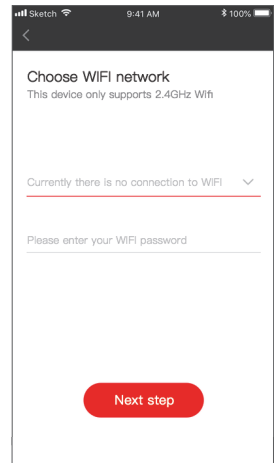 Sketch 9:41 AM 100%
Choose WIFI network
This device only supports 2.4GHz Wifi
Currently there is no connection to WIFI
Please enter your WIFI password
Next step